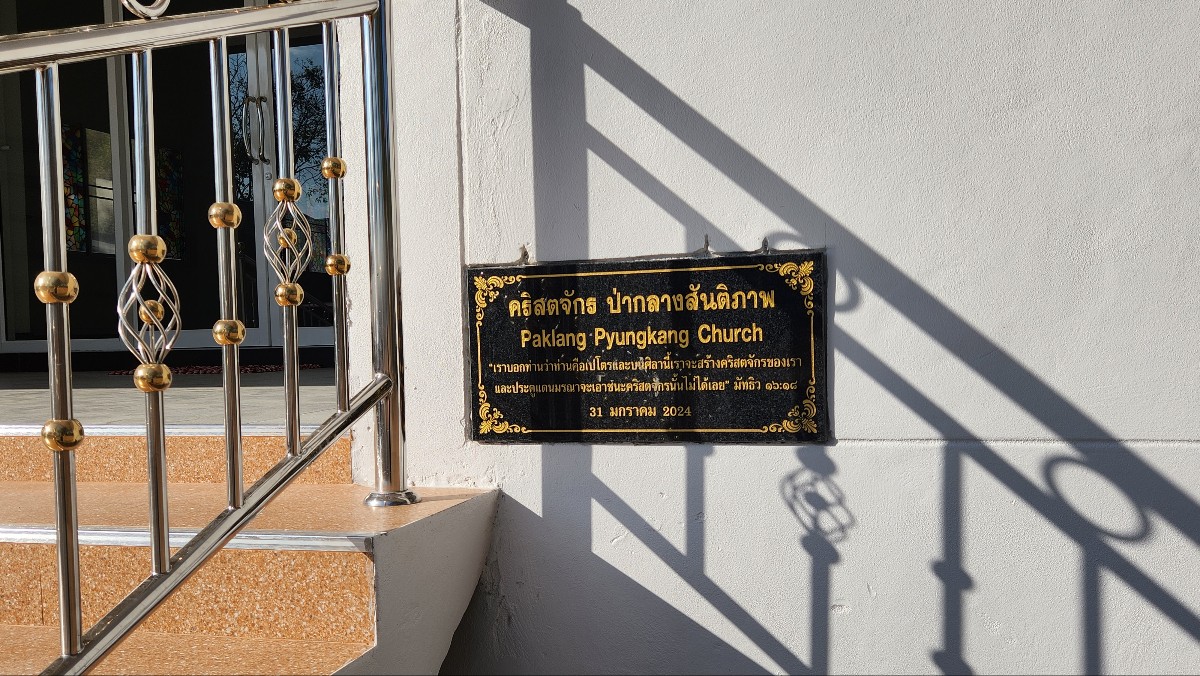 คริสตจักร ป่ากลางสันติภาพ
Paklang Pyungkang Church
"เราบอกท่านว่าท่านคือเปโตรและบนศิลานี้เราจะสร้างคริสตจักรของเรา
และประตูแดนมรณาจะเอาชนะคริสตจักรนั้นไม่ได้เลย" มัทธิว ๑๖:๑๘
31 มกราคม 2024